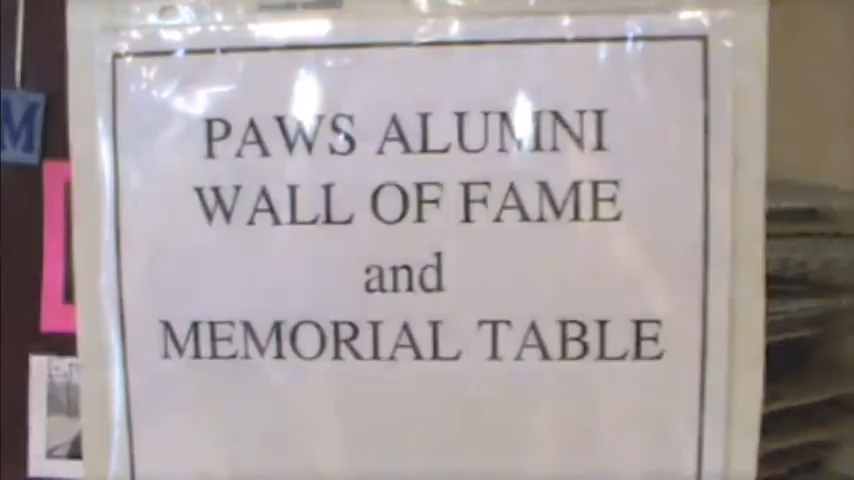 M
PAWS ALUMNI
WALL OF FAME
and
MEMORIAL TABLE